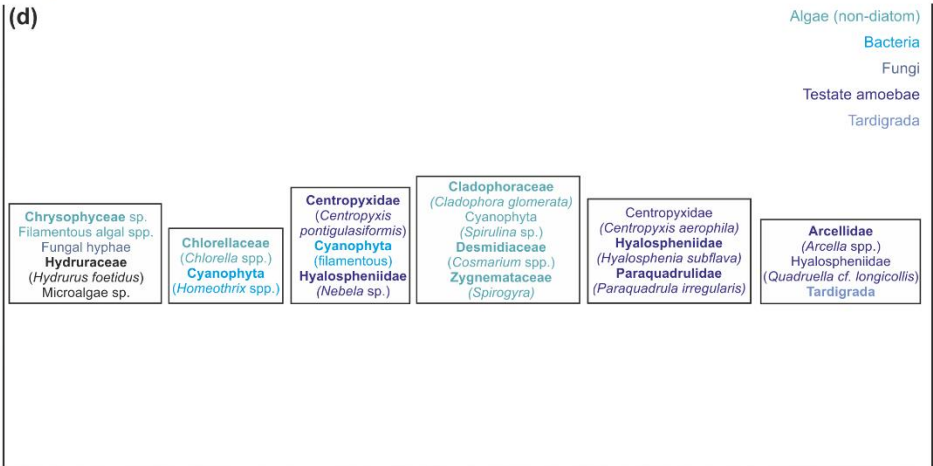 (d)
Algae (non-diatom)
Bacteria
Fungi
Testate amoebae
Tardigrada
Chrysophyceae sp.
Filamentous algal spp.
Fungal hyphae
Hydruraceae
(Hydrurus foetidus)
Microalgae sp.
Chlorellaceae
(Chlorella spp.)
Cyanophyta
(Homeothrix spp.)
Centropyxidae
(Centropyxis
pontigulasiformis)
Cyanophyta
(filamentous)
Hyalospheniidae
(Nebela sp.)
Cladophoraceae
(Cladophora glomerata)
Cyanophyta
(Spirulina sp.)
Desmidiaceae
(Cosmarium spp.)
Zygnemataceae
(Spirogyra)
Centropyxidae
(Centropyxis aerophila)
Hyalospheniidae
(Hyalosphenia subflava)
Paraquadrulidae
(Paraquadrula irregularis)
Arcellidae
(Arcella spp.)
Hyalospheniidae
(Quadruella cf. longicollis)
Tardigrada